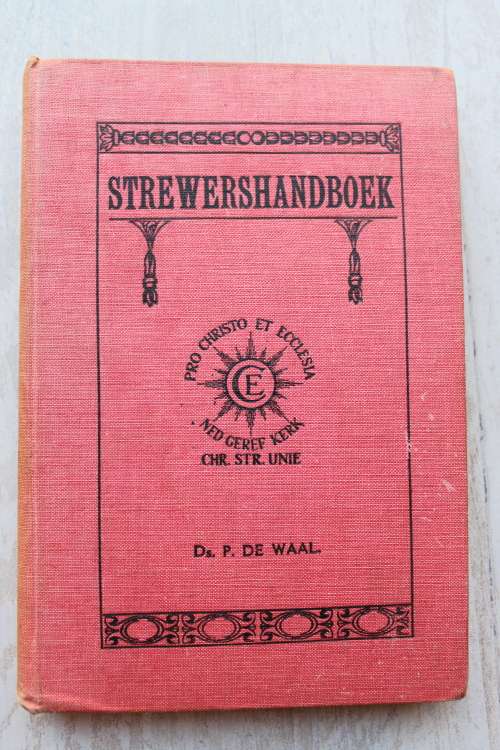 STREWERSHANDBOEK
PRO CHRISTO ET ECCLESIA
CE
NED GEREF KERK
CHR. STR. UNIE
Ds. P. DE WAAL.